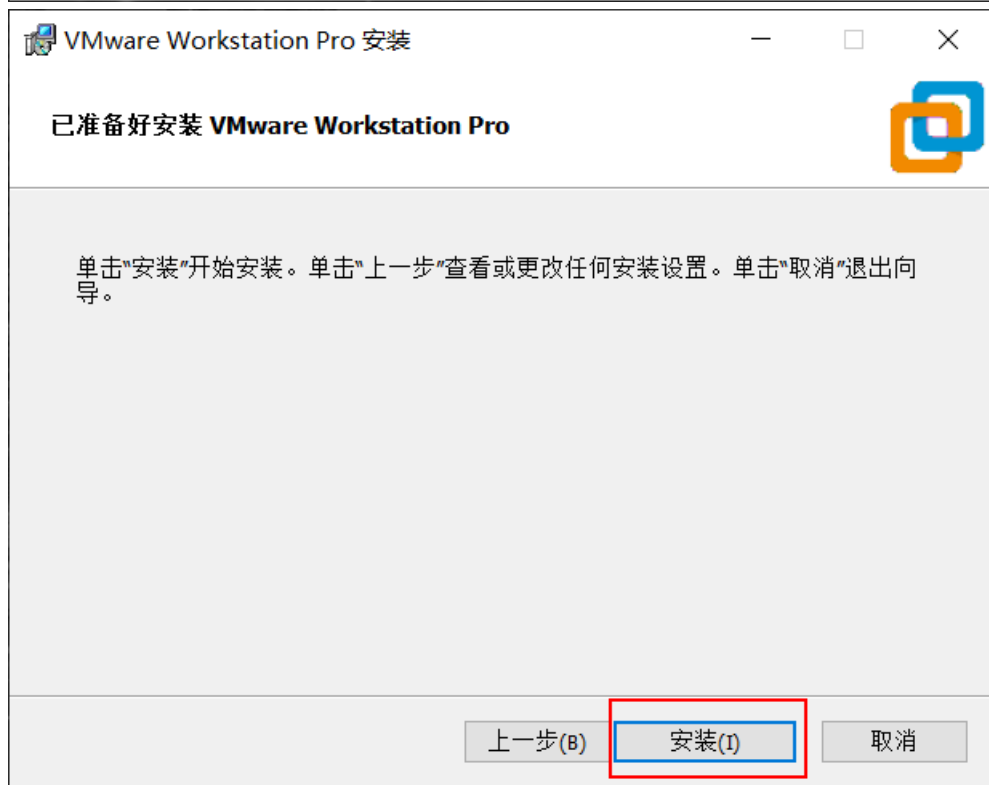 VMware Workstation Pro 安装
已准备好安装 VMware Workstation Pro
单击"安装"开始安装。单击"上一步"查看或更改任何安装设置。单击"取消"退出向
导。
上一步(B) 安装(I) 取消